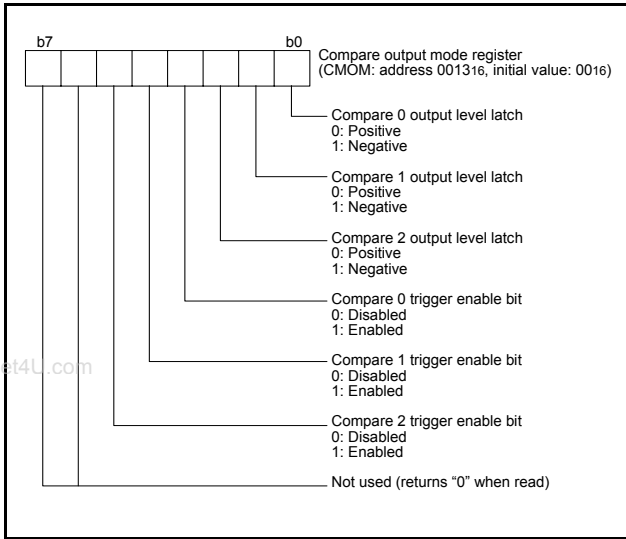 b7 b0
Compare output mode register
(CMOM: address 001316, initial value: 0016)
Compare 0 output level latch
0: Positive
1: Negative
Compare 1 output level latch
0: Positive
1: Negative
Compare 2 output level latch
0: Positive
1: Negative
Compare 0 trigger enable bit
0: Disabled
1: Enabled
Compare 1 trigger enable bit
0: Disabled
1: Enabled
et4U.com
Compare 2 trigger enable bit
0: Disabled
1: Enabled
Not used (returns “0” when read)